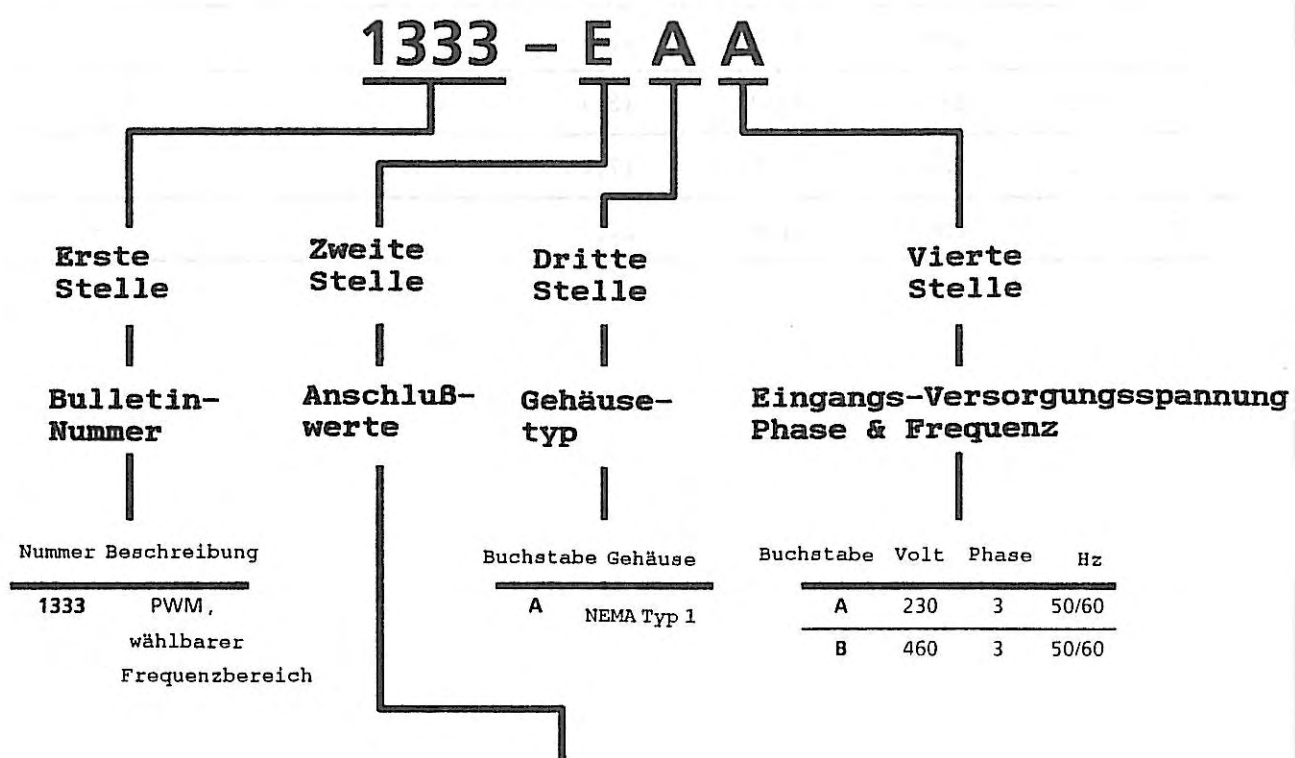 1333 – E A A
Erste
Stelle
Zweite
Stelle
Dritte
Stelle
Vierte
Stelle
Bulletin-
Nummer
Anschluß-
werte
Gehäuse-
typ
Eingangs-Versorgungsspannung
Phase & Frequenz
Nummer Beschreibung
1333 PWM,
wählbarer
Frequenzbereich
Buchstabe Gehäuse
A NEMA Typ 1
Buchstabe Volt Phase Hz
A 230 3 50/60
B 460 3 50/60